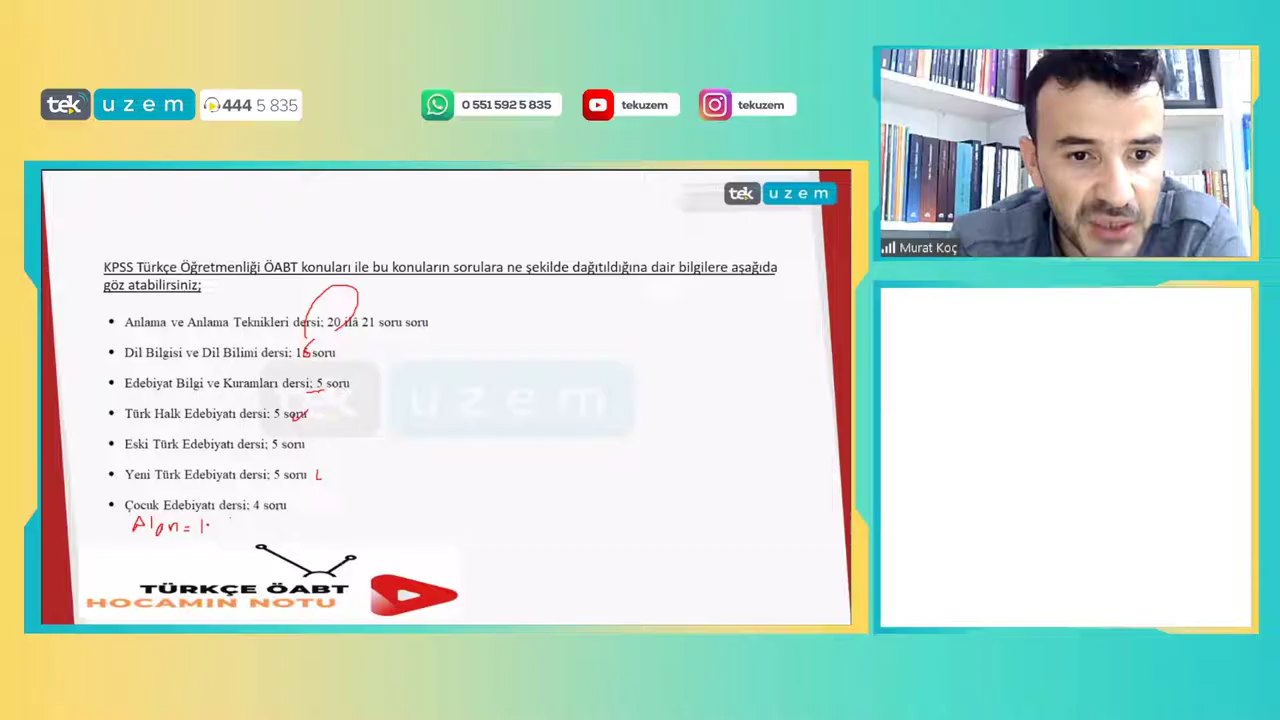 tek uzem 444 5 835
0 551 592 5 835 tekuzem tekuzem
tek uzem
KPSS Türkçe Öğretmenliği ÖABT konuları ile bu konuların sorulara ne şekilde dağıtıldığına dair bilgilere aşağıda
göz atabilirsiniz;
• Anlama ve Anlama Teknikleri dersi; 20 ilâ 21 soru soru
• Dil Bilgisi ve Dil Bilimi dersi; soru
• Edebiyat Bilgi ve Kuramları dersi; 5 soru
• Türk Halk Edebiyatı dersi; 5 soru
• Eski Türk Edebiyatı dersi; 5 soru
• Yeni Türk Edebiyatı dersi; 5 soru
• Çocuk Edebiyatı dersi; 4 soru
Alan =
TÜRKÇE ÖABT
HOCAMIN NOTU
tek uzem
Murat Koç